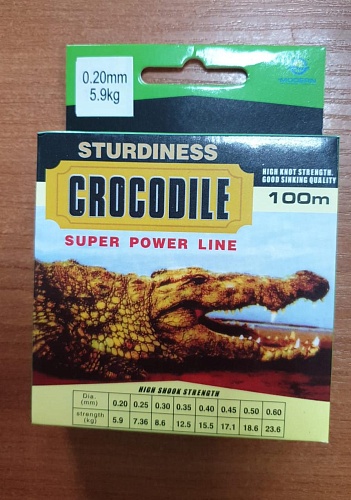 0.20mm
5.9kg
STURDINESS
CROCODILE
HIGH KNOT STRENGTH.
GOOD SINKING QUALITY
100m
SUPER POWER LINE
HIGH SHOOK STRENGTH
Dia. (mm) 0.20 0.25 0.30 0.35 0.40 0.45 0.50 0.60
strength (kg) 5.9 7.36 8.6 12.5 15.5 17.1 18.6 23.6